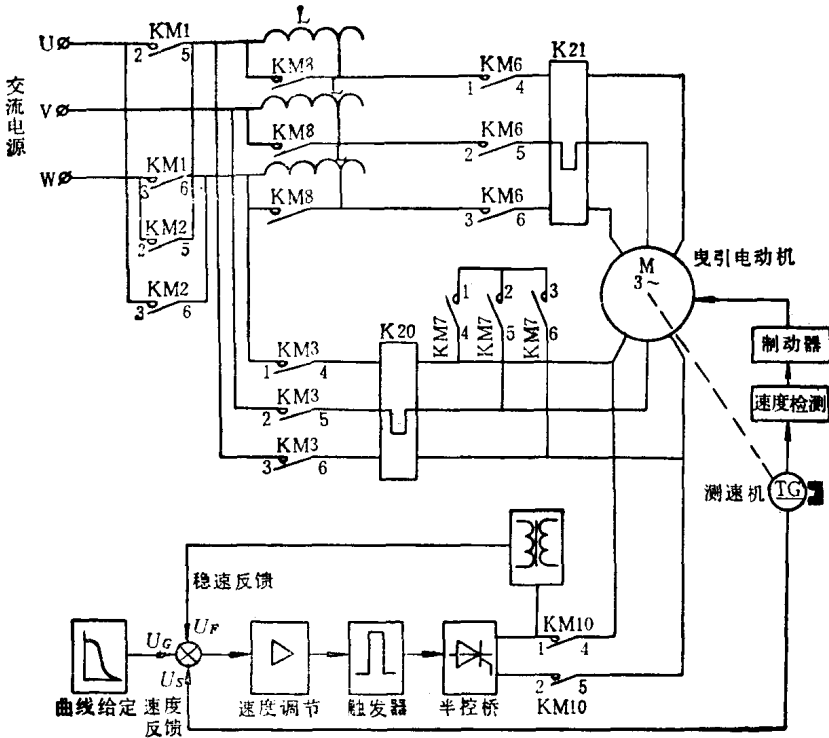 L
KM1
U
2 5
KM3
KM6
K21
1 4
交流电源
V
L
KM8
KM6
2 5
KM1
W
L
3 6
KM8
KM6
3 6
KM2
2 5
KM2
3 6
曳引电动机
M
3~
1 2 3
KM7 KM7 KM7
4 5 6
K20
KM3
1 4
KM3
2 5
KM3
3 6
制动器
速度检测
测速机
TG
稳速反馈
UG
UF
US
KM10
1 4
2 5
KM10
曲线给定
速度
反馈
速度调节
触发器
半控桥